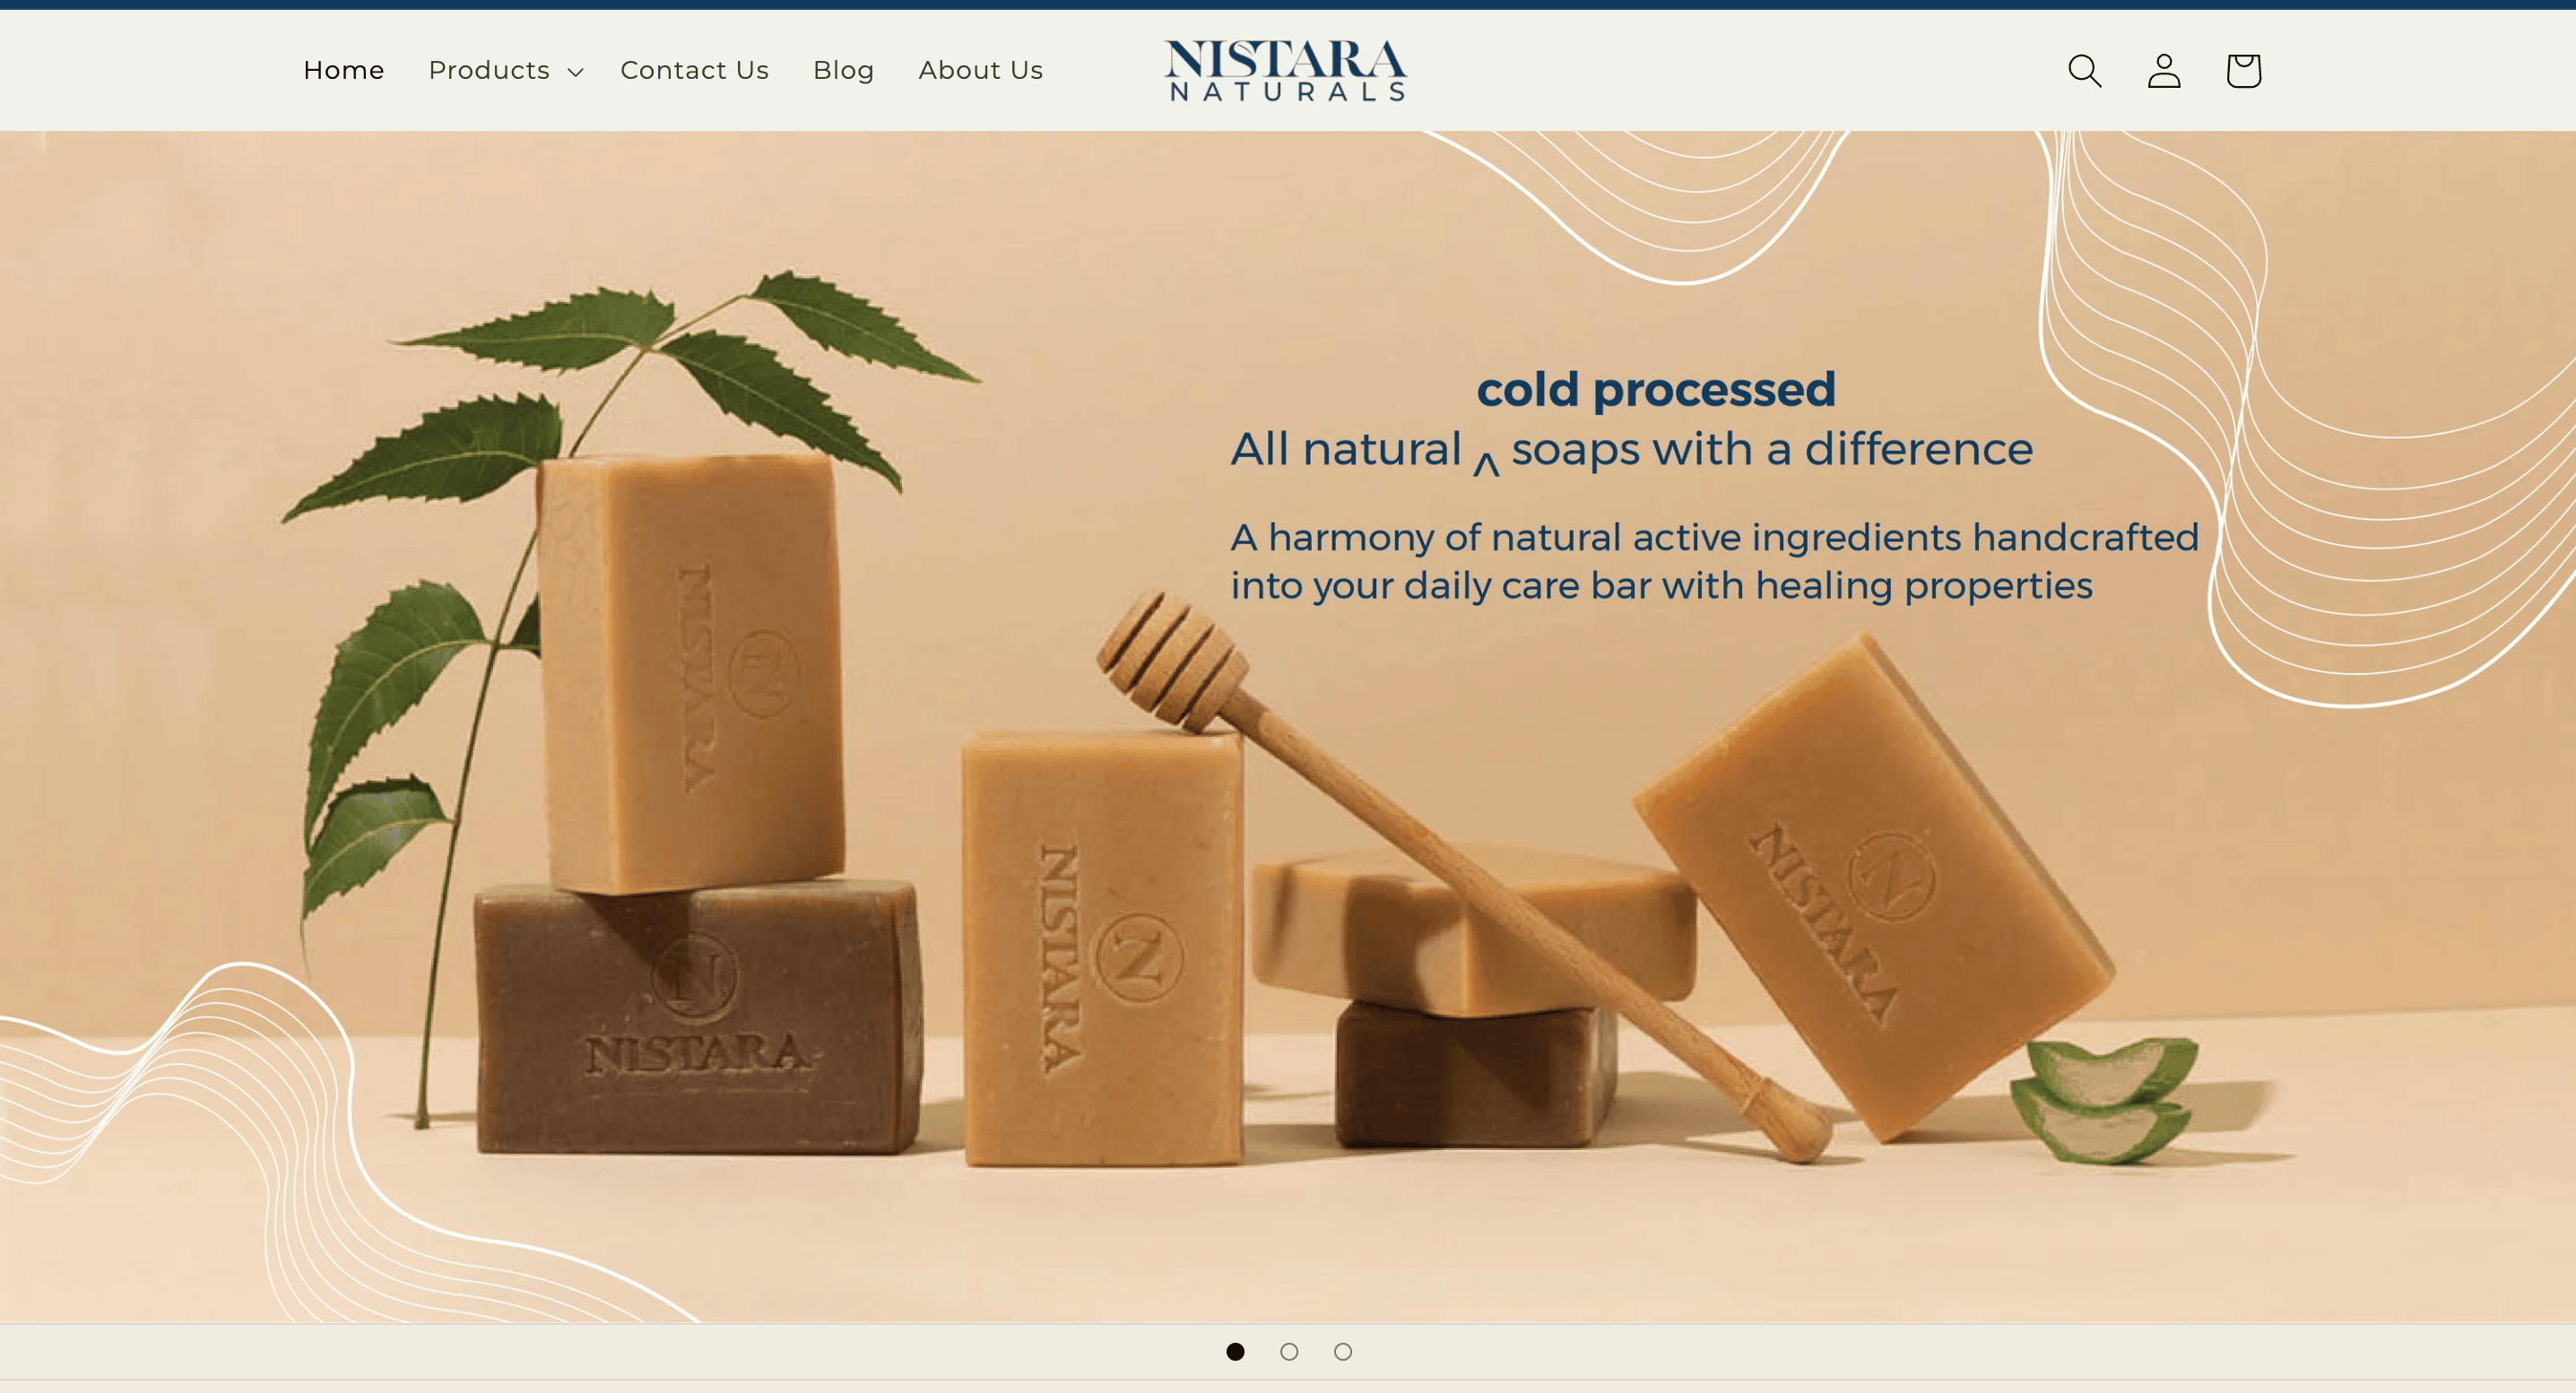 Home Products Contact Us Blog About Us
NISTARA
NATURALS
cold processed
All natural ^ soaps with a difference
A harmony of natural active ingredients handcrafted
into your daily care bar with healing properties
NISTARA
N
N
NISTARA
NISTARA
N
NISTARA
N